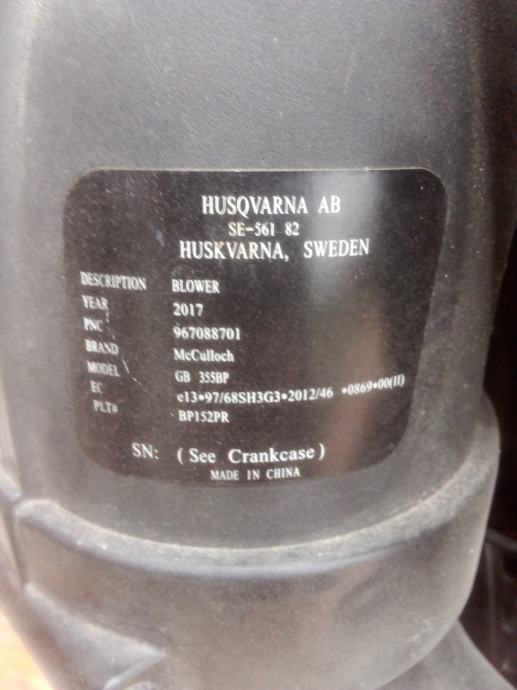 HUSQVARNA AB
SE-561 82
HUSKVARNA, SWEDEN
DESCRIPTION BLOWER
YEAR 2017
PNC 967088701
BRAND McCulloch
MODEL GB 355BP
EC e13*97/68SH3G3*2012/46 *0869*00(II)
PLT# BP152PR
SN: (See Crankcase)
MADE IN CHINA